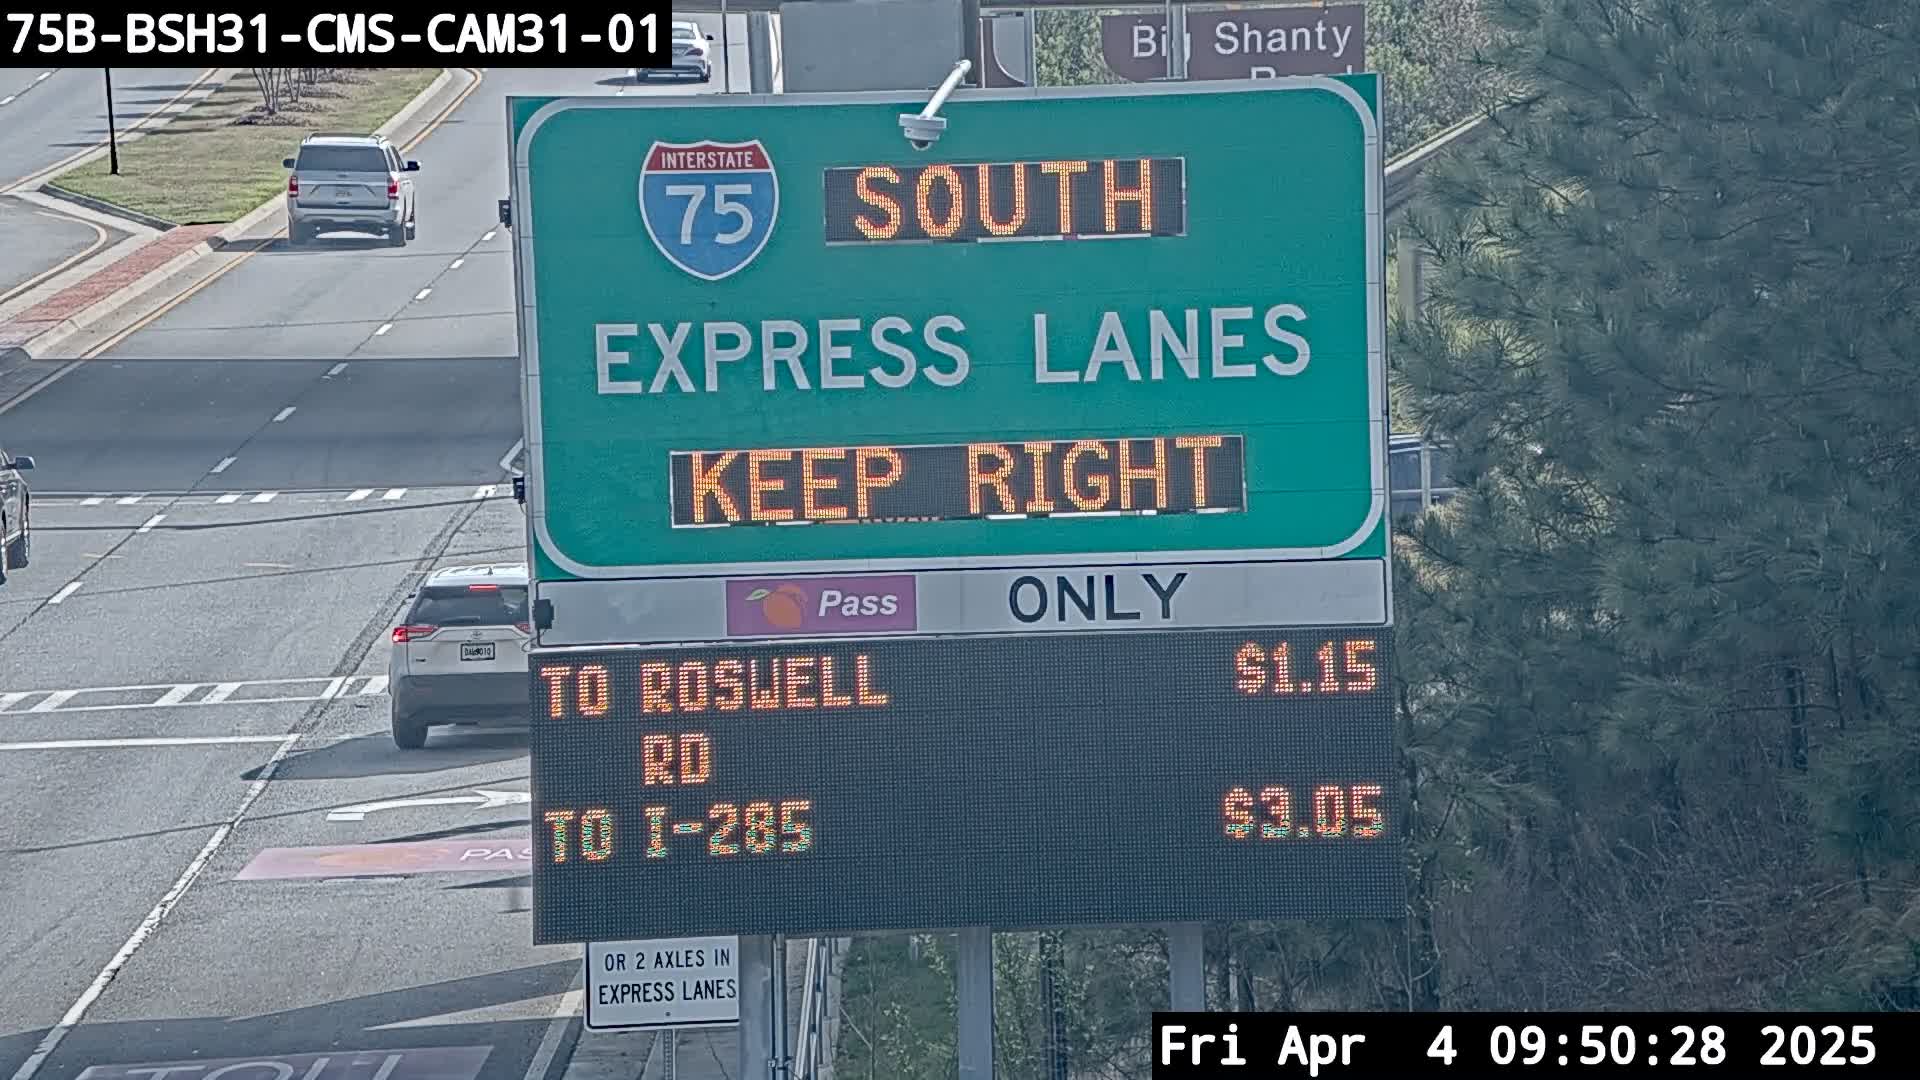 75B-BSH31-CMS-CAM31-01
Big Shanty
INTERSTATE
75
SOUTH
EXPRESS LANES
KEEP RIGHT
Pass ONLY
TO ROSWELL $1.15
RD
TO I-285 $3.05
OR 2 AXLES IN
EXPRESS LANES
Fri Apr 4 09:50:28 2025